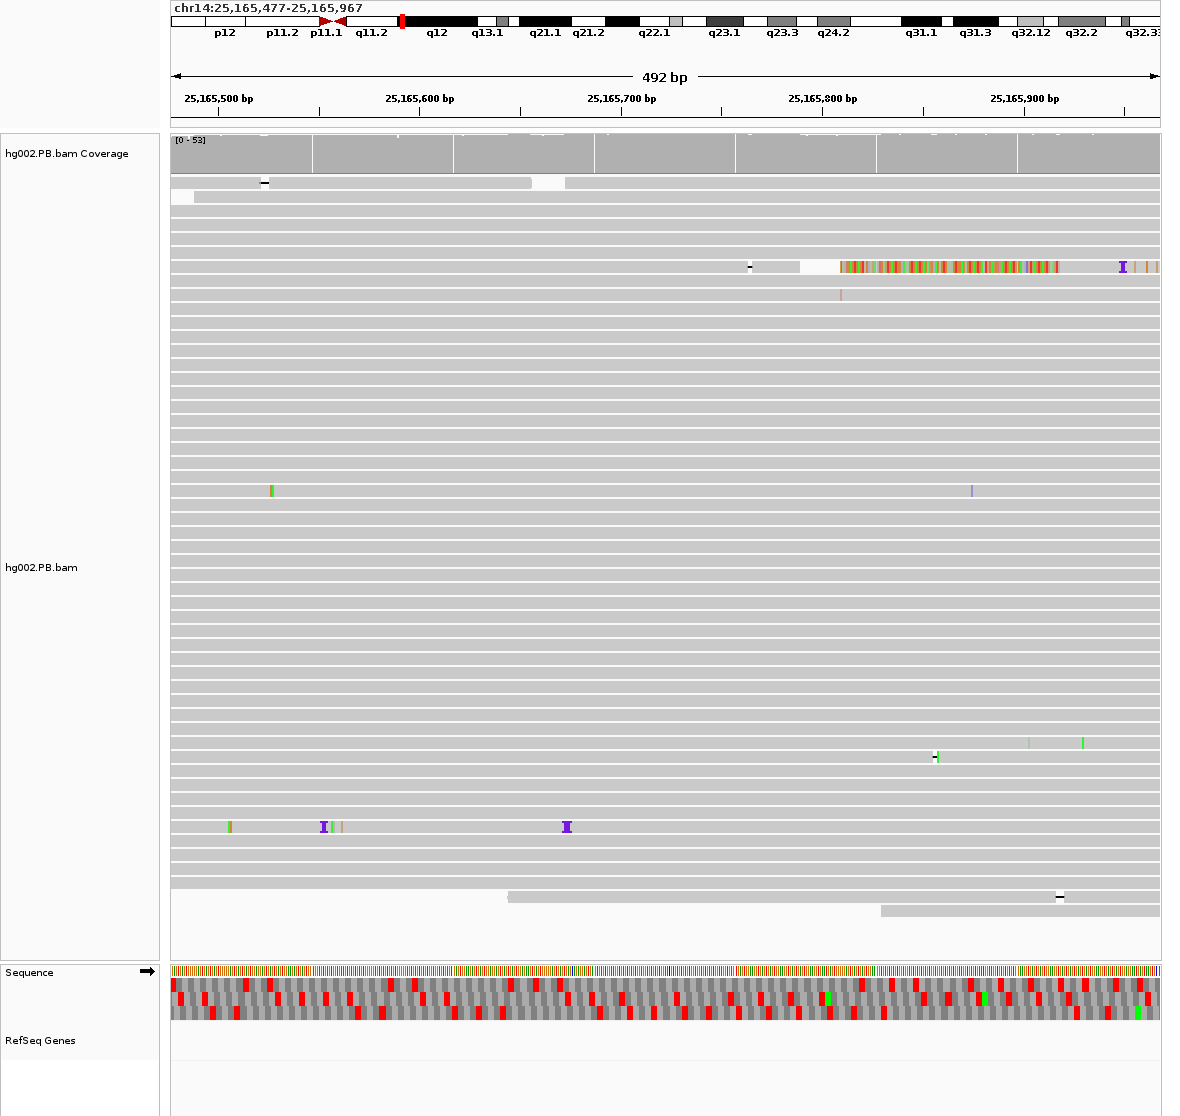 chr14:25,165,477-25,165,967
p12 p11.2 p11.1 q11.2 q12 q13.1 q21.1 q21.2 q22.1 q23.1 q23.3 q24.2 q31.1 q31.3 q32.12 q32.2 q32.33
492 bp
25,165,500 bp 25,165,600 bp 25,165,700 bp 25,165,800 bp 25,165,900 bp
[0 - 53]
hg002.PB.bam Coverage
hg002.PB.bam
Sequence
RefSeq Genes